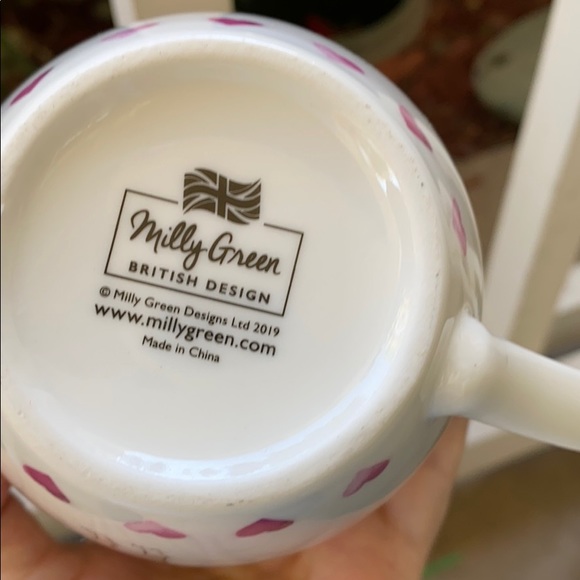 Milly Green
BRITISH DESIGN
© Milly Green Designs Ltd 2019
www.millygreen.com
Made in China